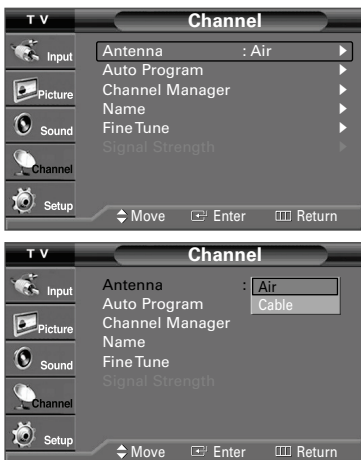 T V
Channel
Input
Picture
Sound
Channel
Setup
Antenna : Air
Auto Program
Channel Manager
Name
Fine Tune
Signal Strength
Move Enter Return
T V
Channel
Input
Picture
Sound
Channel
Setup
Antenna : Air
Cable
Auto Program
Channel Manager
Name
Fine Tune
Signal Strength
Move Enter Return